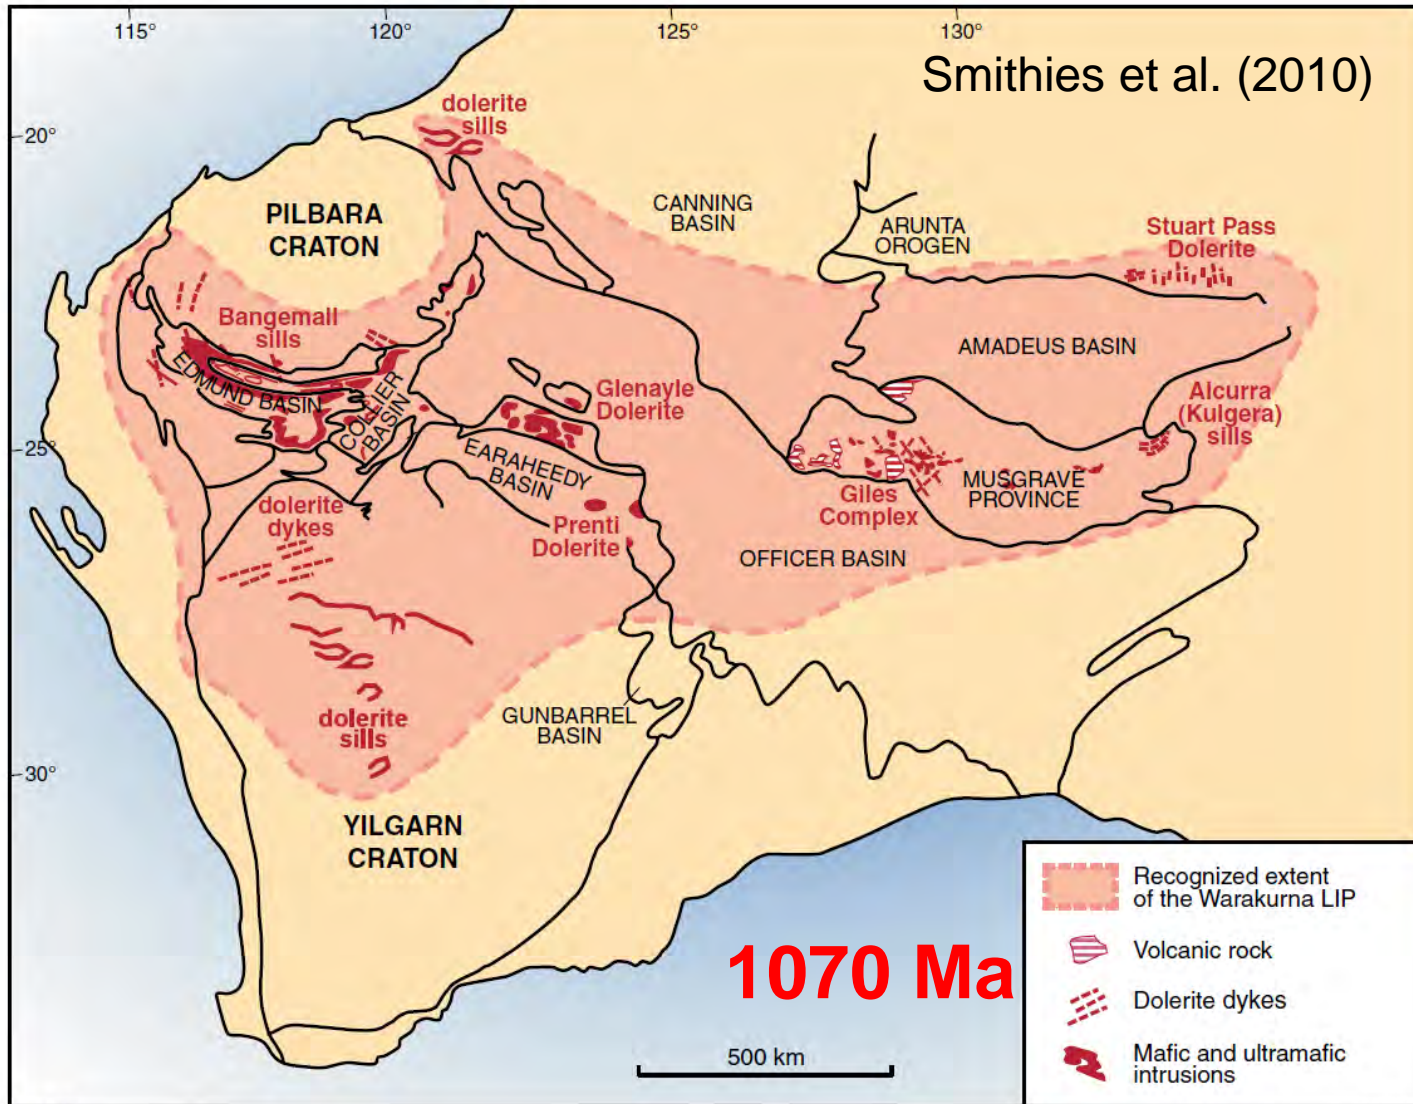 115°
120°
125°
130°
Smithies et al. (2010)
20°
25°
30°
dolerite
sills
PILBARA
CRATON
CANNING
BASIN
ARUNTA
OROGEN
Stuart Pass
Dolerite
Bangemall
sills
EDMUND BASIN
COLLIER
BASIN
Glenayle
Dolerite
AMADEUS BASIN
Alcurra
(Kulgera)
sills
EARAHEEDY
BASIN
MUSGRAVE
PROVINCE
Giles
Complex
dolerite
dykes
Prenti
Dolerite
OFFICER BASIN
dolerite
sills
GUNBARREL
BASIN
YILGARN
CRATON
1070 Ma
500 km
Recognized extent
of the Warakurna LIP
Volcanic rock
Dolerite dykes
Mafic and ultramafic
intrusions